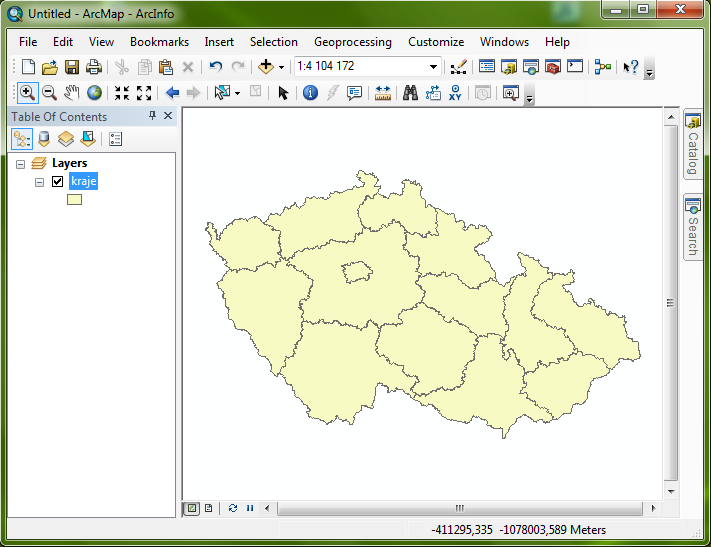 Untitled - ArcMap - ArcInfo
File Edit View Bookmarks Insert Selection Geoprocessing Customize Windows Help
1:4 104 172
XY
Table Of Contents
Layers
kraje
Catalog
Search
-411295,335 -1078003,589 Meters